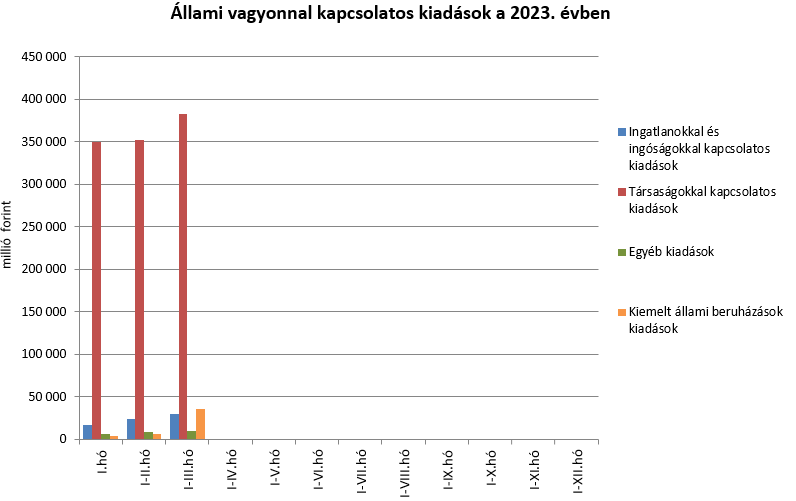 Állami vagyonnal kapcsolatos kiadások a 2023. évben
450 000
400 000
350 000
300 000
250 000
200 000
150 000
100 000
50 000
0
millió forint
I.hó
I-II.hó
I-III.hó
I-IV.hó
I-V.hó
I-VI.hó
I-VII.hó
I-VIII.hó
I-IX.hó
I-X.hó
I-XI.hó
I-XII.hó
Ingatlanokkal és
ingóságokkal kapcsolatos
kiadások
Társaságokkal kapcsolatos
kiadások
Egyéb kiadások
Kiemelt állami beruházások
kiadások